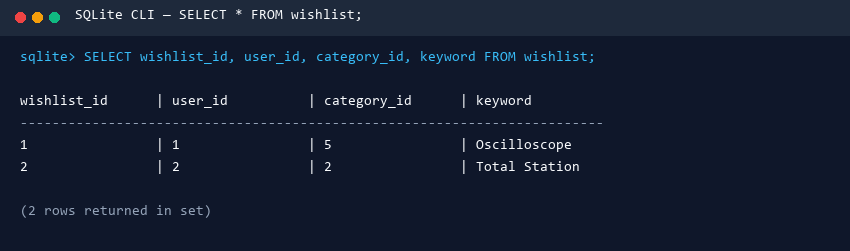 SQLite CLI — SELECT * FROM wishlist;
sqlite> SELECT wishlist_id, user_id, category_id, keyword FROM wishlist;
wishlist_id | user_id | category_id | keyword
-------------------------------------------------------------------------
1 | 1 | 5 | Oscilloscope
2 | 2 | 2 | Total Station
(2 rows returned in set)